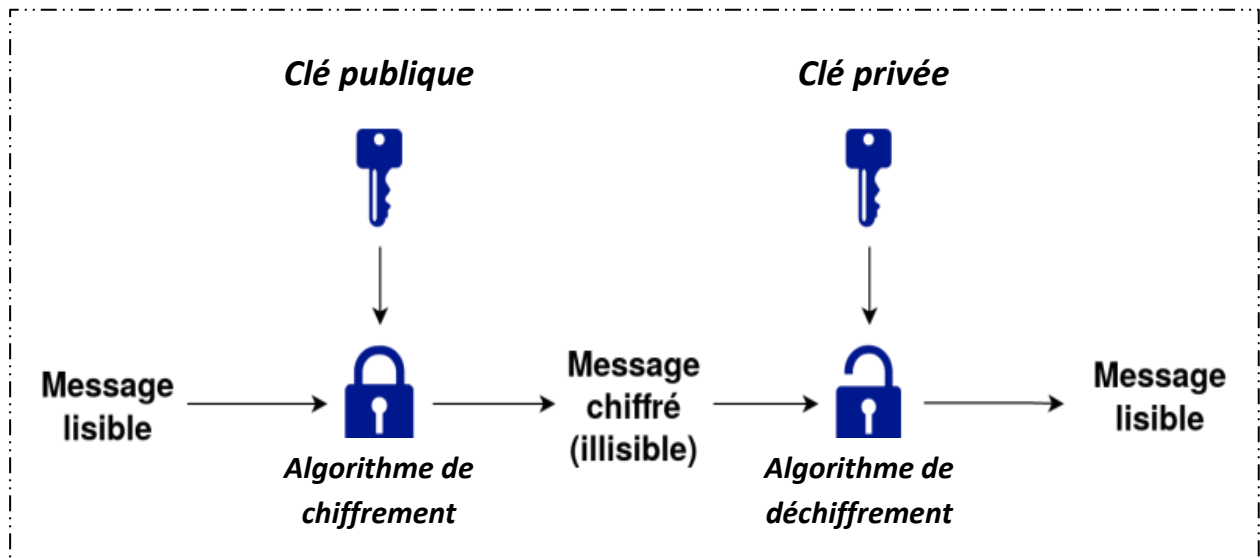 Clé publique
Clé privée
Message
lisible
Algorithme de
chiffrement
Message
chiffré
(illisible)
Algorithme de
déchiffrement
Message
lisible